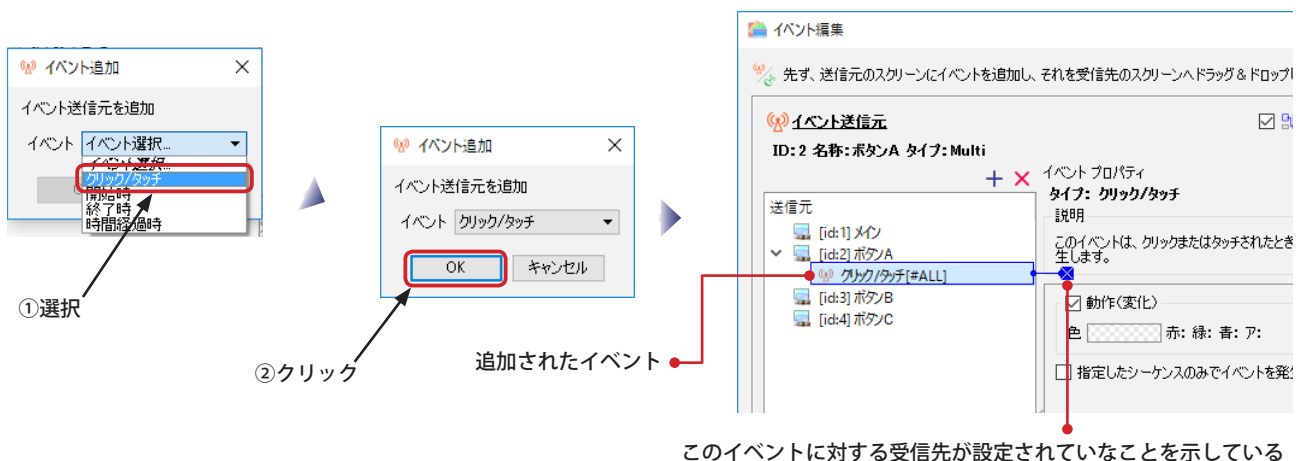 イベント追加
イベント送信元を追加
イベント イベント選択...
イベント選択...
クリック/タッチ
開始時
終了時
時間経過時
①選択
イベント追加
イベント送信元を追加
イベント クリック/タッチ
OK キャンセル
②クリック
イベント編集
先ず、送信元のスクリーンにイベントを追加し、それを受信先のスクリーンへドラッグ&ドロップ
イベント送信元
ID:2 名称:ボタンA タイプ:Multi
送信元
[id:1] メイン
[id:2] ボタンA
クリック/タッチ[#ALL]
[id:3] ボタンB
[id:4] ボタンC
イベント プロパティ
タイプ: クリック/タッチ
説明
このイベントは、クリックまたはタッチされたとき
生します。
動作(変化)
色 赤: 緑: 青: ア:
指定したシーケンスのみでイベントを発
追加されたイベント
このイベントに対する受信先が設定されていなことを示している